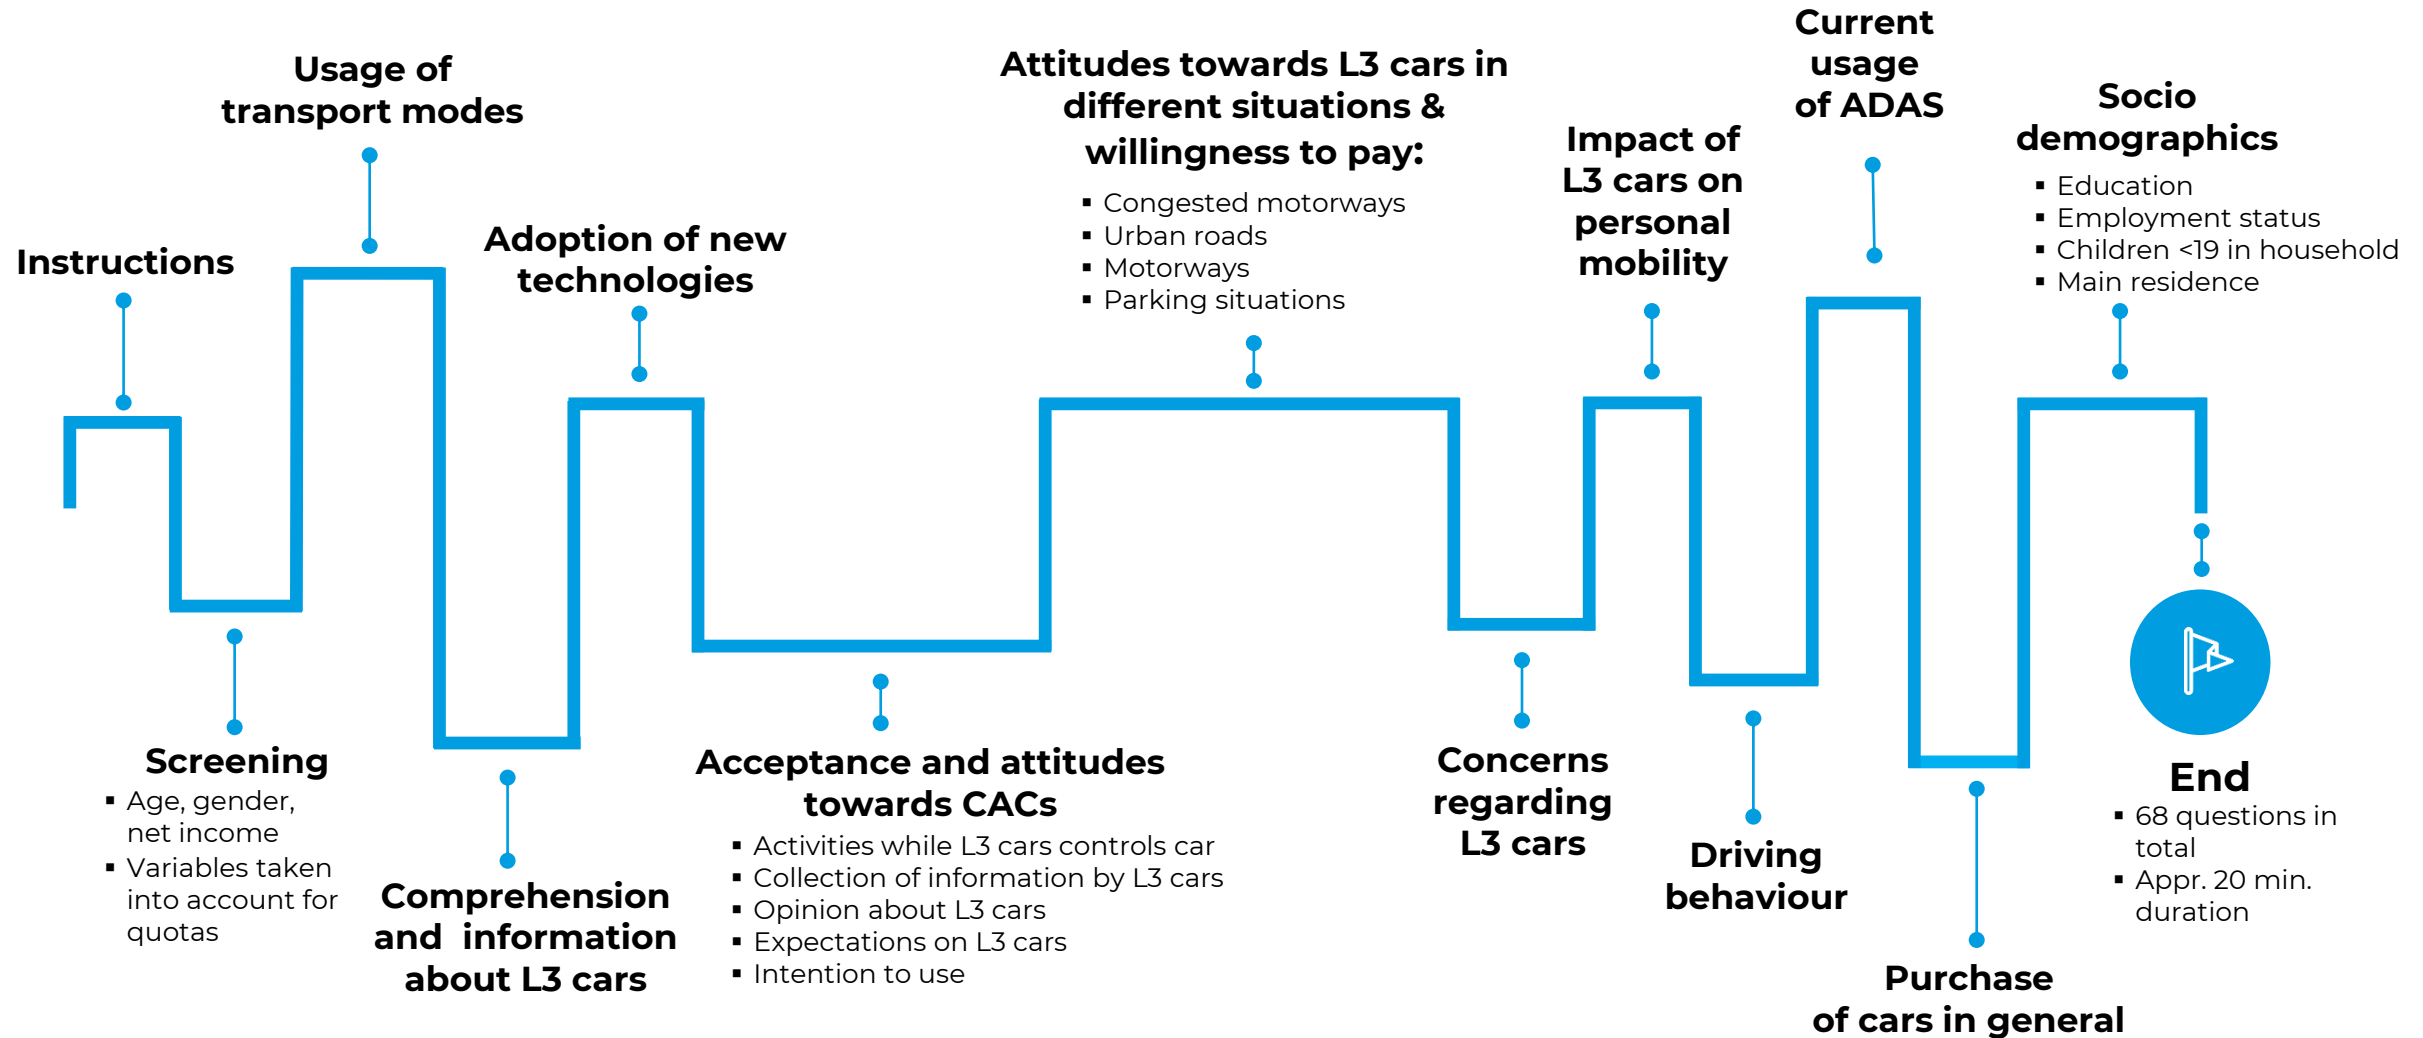 Instructions
Screening
▪ Age, gender,
net income
▪ Variables taken
into account for
quotas
Usage of
transport modes
Comprehension
and information
about L3 cars
Adoption of new
technologies
Acceptance and attitudes
towards CACs
▪ Activities while L3 cars controls car
▪ Collection of information by L3 cars
▪ Opinion about L3 cars
▪ Expectations on L3 cars
▪ Intention to use
Attitudes towards L3 cars in
different situations &
willingness to pay:
▪ Congested motorways
▪ Urban roads
▪ Motorways
▪ Parking situations
Concerns
regarding
L3 cars
Impact of
L3 cars on
personal
mobility
Driving
behaviour
Current
usage
of ADAS
Purchase
of cars in general
Socio
demographics
▪ Education
▪ Employment status
▪ Children <19 in household
▪ Main residence
End
▪ 68 questions in
total
▪ Appr. 20 min.
duration